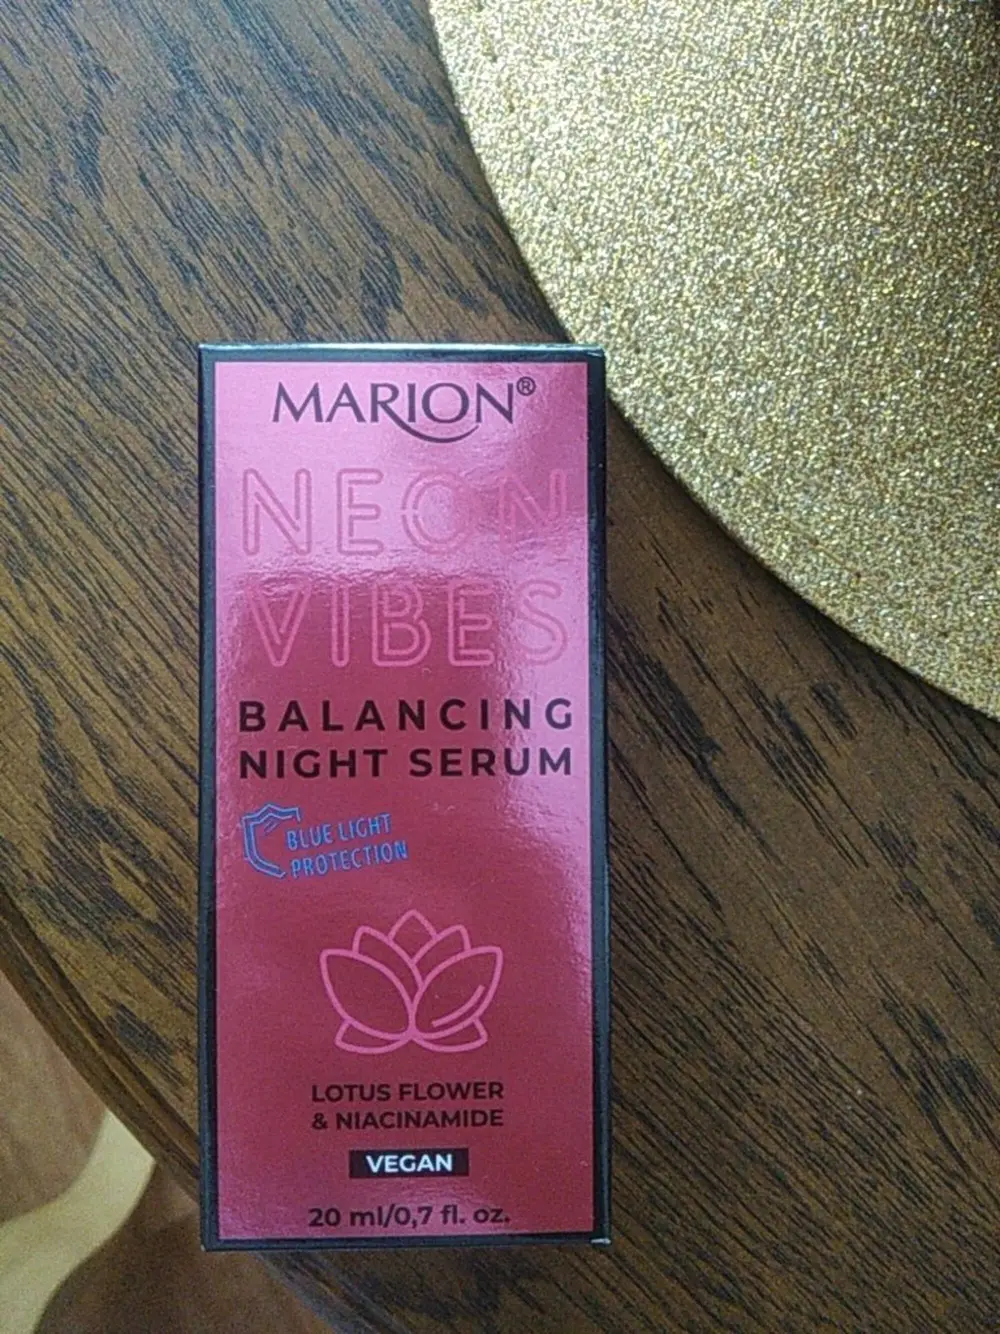 MARION®
NEON
VIBES
BALANCING
NIGHT SERUM
BLUE LIGHT
PROTECTION
LOTUS FLOWER
& NIACINAMIDE
VEGAN
20 ml/0,7 fl. oz.